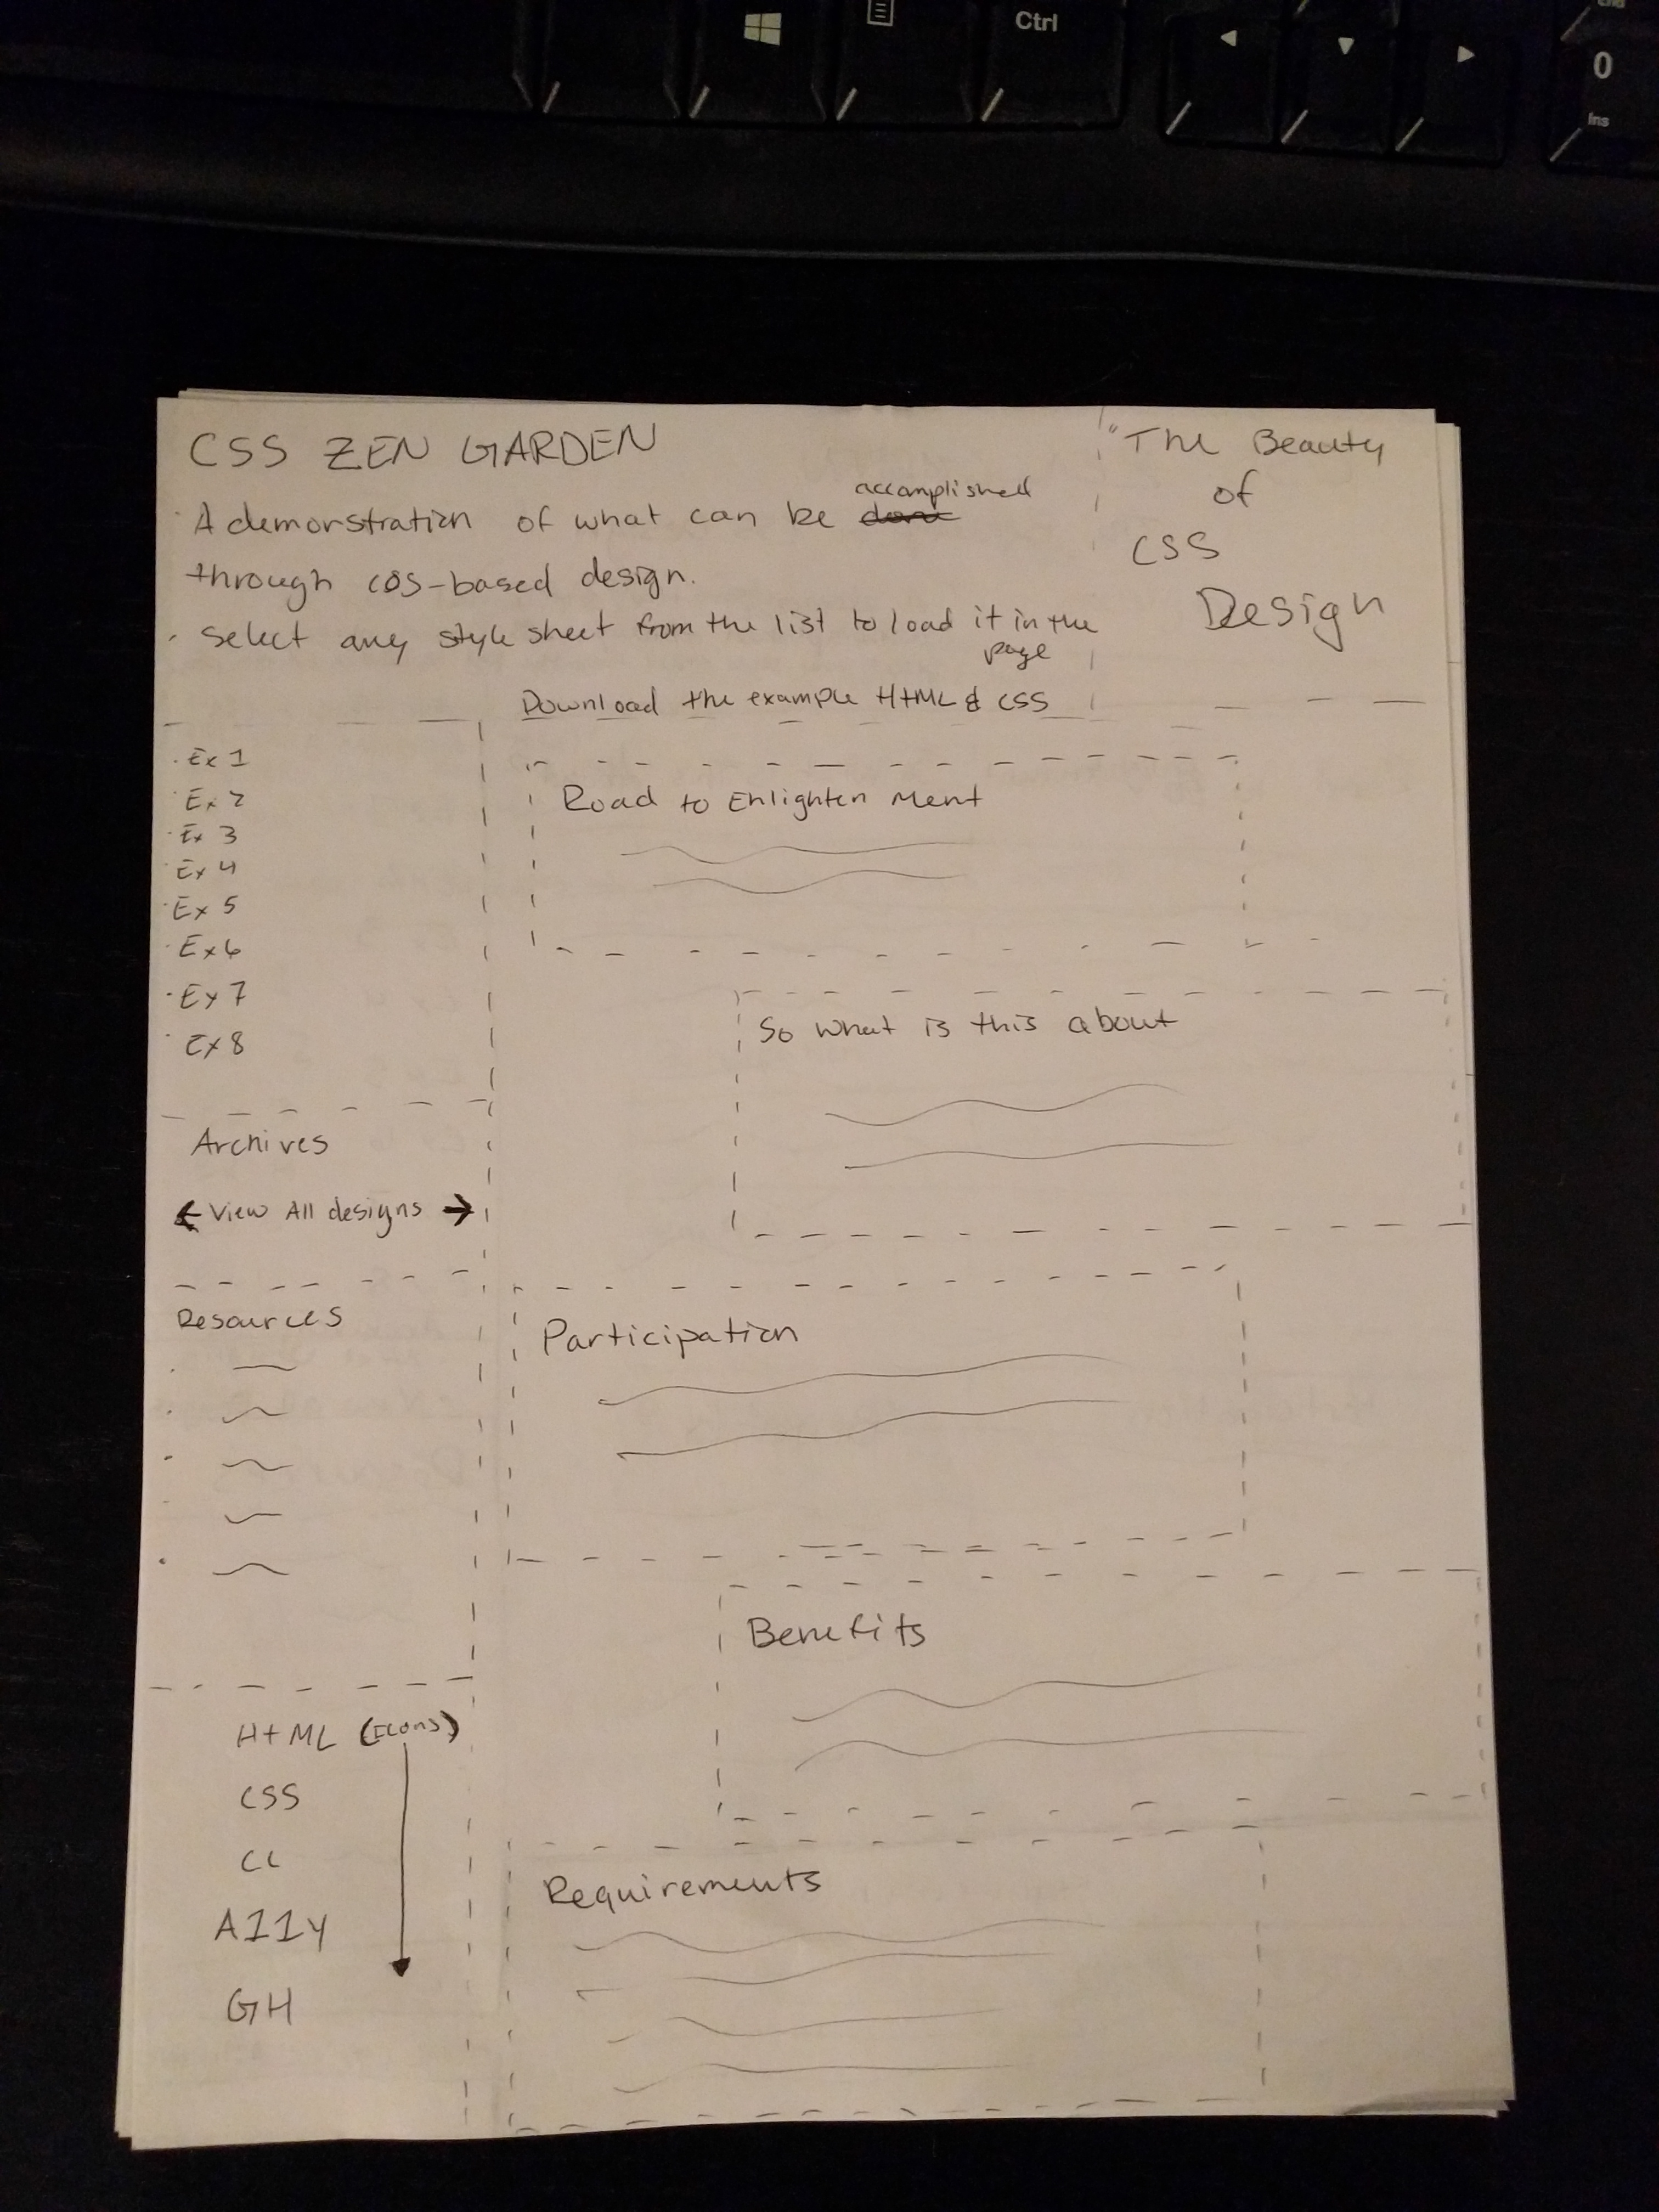 Ctrl
End
0
Ins
CSS ZEN GARDEN
A demonstration of what can be done accomplished
through css-based design.
Select any style sheet from the list to load it in the
page
Download the example HTML & CSS
"The Beauty
of
CSS
Design
Ex 1
Ex 2
Ex 3
Ex 4
Ex 5
Ex 6
Ex 7
Ex 8
Archives
← View All designs →
Resources
HTML (Icons)
CSS
CC
A11y
GH
Road to Enlighten Ment
So what is this about
Participation
Benefits
Requirements